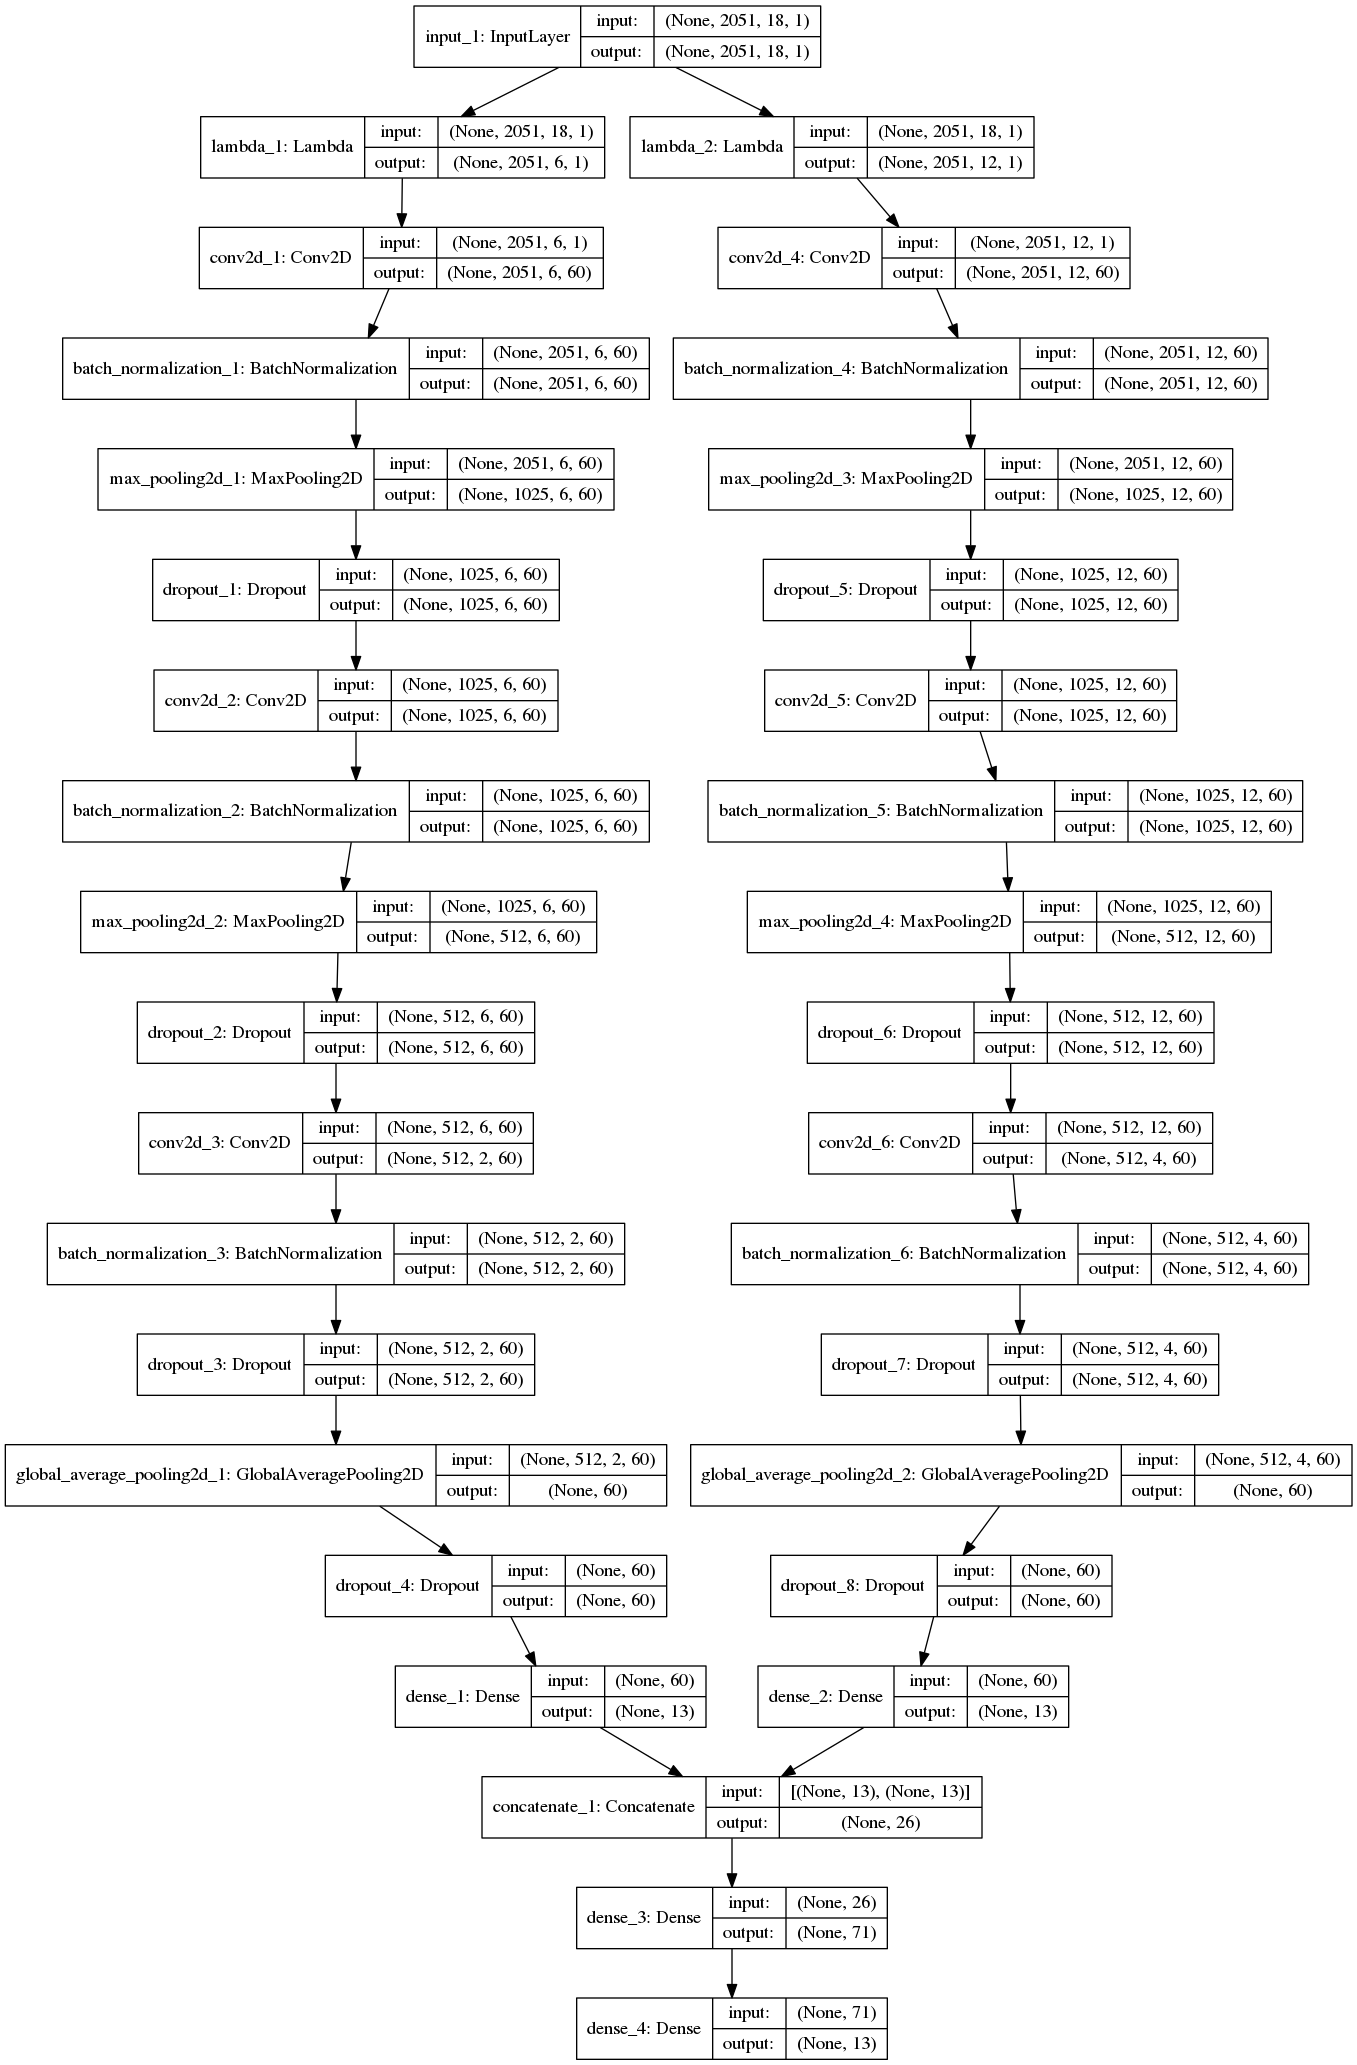 input_1: InputLayer
input:
(None, 2051, 18, 1)
output:
(None, 2051, 18, 1)
lambda_1: Lambda
input:
(None, 2051, 18, 1)
output:
(None, 2051, 6, 1)
lambda_2: Lambda
input:
(None, 2051, 18, 1)
output:
(None, 2051, 12, 1)
conv2d_1: Conv2D
input:
(None, 2051, 6, 1)
output:
(None, 2051, 6, 60)
conv2d_4: Conv2D
input:
(None, 2051, 12, 1)
output:
(None, 2051, 12, 60)
batch_normalization_1: BatchNormalization
input:
(None, 2051, 6, 60)
output:
(None, 2051, 6, 60)
batch_normalization_4: BatchNormalization
input:
(None, 2051, 12, 60)
output:
(None, 2051, 12, 60)
max_pooling2d_1: MaxPooling2D
input:
(None, 2051, 6, 60)
output:
(None, 1025, 6, 60)
max_pooling2d_3: MaxPooling2D
input:
(None, 2051, 12, 60)
output:
(None, 1025, 12, 60)
dropout_1: Dropout
input:
(None, 1025, 6, 60)
output:
(None, 1025, 6, 60)
dropout_5: Dropout
input:
(None, 1025, 12, 60)
output:
(None, 1025, 12, 60)
conv2d_2: Conv2D
input:
(None, 1025, 6, 60)
output:
(None, 1025, 6, 60)
conv2d_5: Conv2D
input:
(None, 1025, 12, 60)
output:
(None, 1025, 12, 60)
batch_normalization_2: BatchNormalization
input:
(None, 1025, 6, 60)
output:
(None, 1025, 6, 60)
batch_normalization_5: BatchNormalization
input:
(None, 1025, 12, 60)
output:
(None, 1025, 12, 60)
max_pooling2d_2: MaxPooling2D
input:
(None, 1025, 6, 60)
output:
(None, 512, 6, 60)
max_pooling2d_4: MaxPooling2D
input:
(None, 1025, 12, 60)
output:
(None, 512, 12, 60)
dropout_2: Dropout
input:
(None, 512, 6, 60)
output:
(None, 512, 6, 60)
dropout_6: Dropout
input:
(None, 512, 12, 60)
output:
(None, 512, 12, 60)
conv2d_3: Conv2D
input:
(None, 512, 6, 60)
output:
(None, 512, 2, 60)
conv2d_6: Conv2D
input:
(None, 512, 12, 60)
output:
(None, 512, 4, 60)
batch_normalization_3: BatchNormalization
input:
(None, 512, 2, 60)
output:
(None, 512, 2, 60)
batch_normalization_6: BatchNormalization
input:
(None, 512, 4, 60)
output:
(None, 512, 4, 60)
dropout_3: Dropout
input:
(None, 512, 2, 60)
output:
(None, 512, 2, 60)
dropout_7: Dropout
input:
(None, 512, 4, 60)
output:
(None, 512, 4, 60)
global_average_pooling2d_1: GlobalAveragePooling2D
input:
(None, 512, 2, 60)
output:
(None, 60)
global_average_pooling2d_2: GlobalAveragePooling2D
input:
(None, 512, 4, 60)
output:
(None, 60)
dropout_4: Dropout
input:
(None, 60)
output:
(None, 60)
dropout_8: Dropout
input:
(None, 60)
output:
(None, 60)
dense_1: Dense
input:
(None, 60)
output:
(None, 13)
dense_2: Dense
input:
(None, 60)
output:
(None, 13)
concatenate_1: Concatenate
input:
[(None, 13), (None, 13)]
output:
(None, 26)
dense_3: Dense
input:
(None, 26)
output:
(None, 71)
dense_4: Dense
input:
(None, 71)
output:
(None, 13)